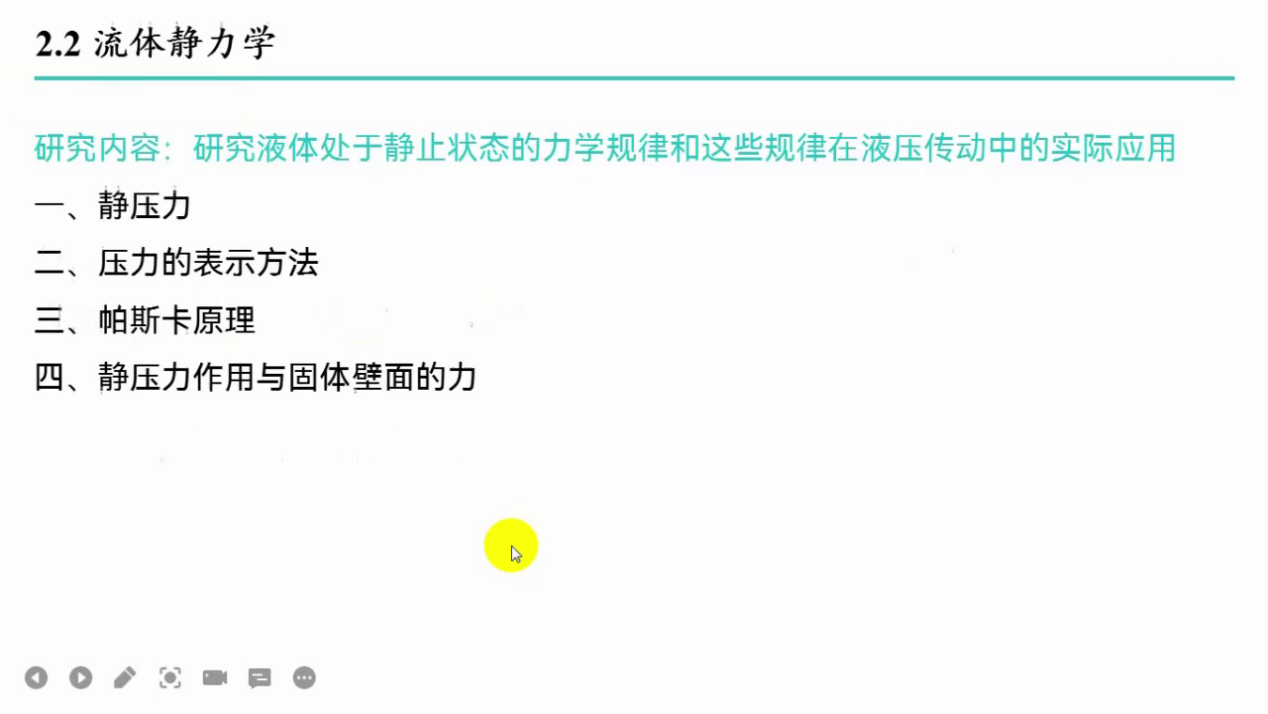 2.2 流体静力学
研究内容：研究液体处于静止状态的力学规律和这些规律在液压传动中的实际应用
一、静压力
二、压力的表示方法
三、帕斯卡原理
四、静压力作用与固体壁面的力